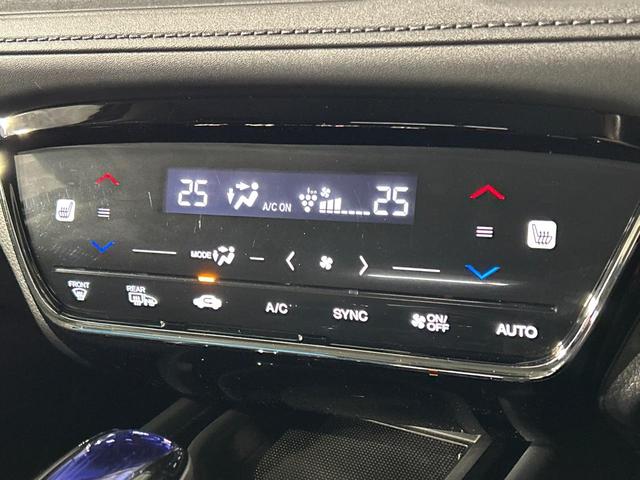 25 A/C ON 25
MODE
FRONT REAR A/C SYNC ON/OFF AUTO